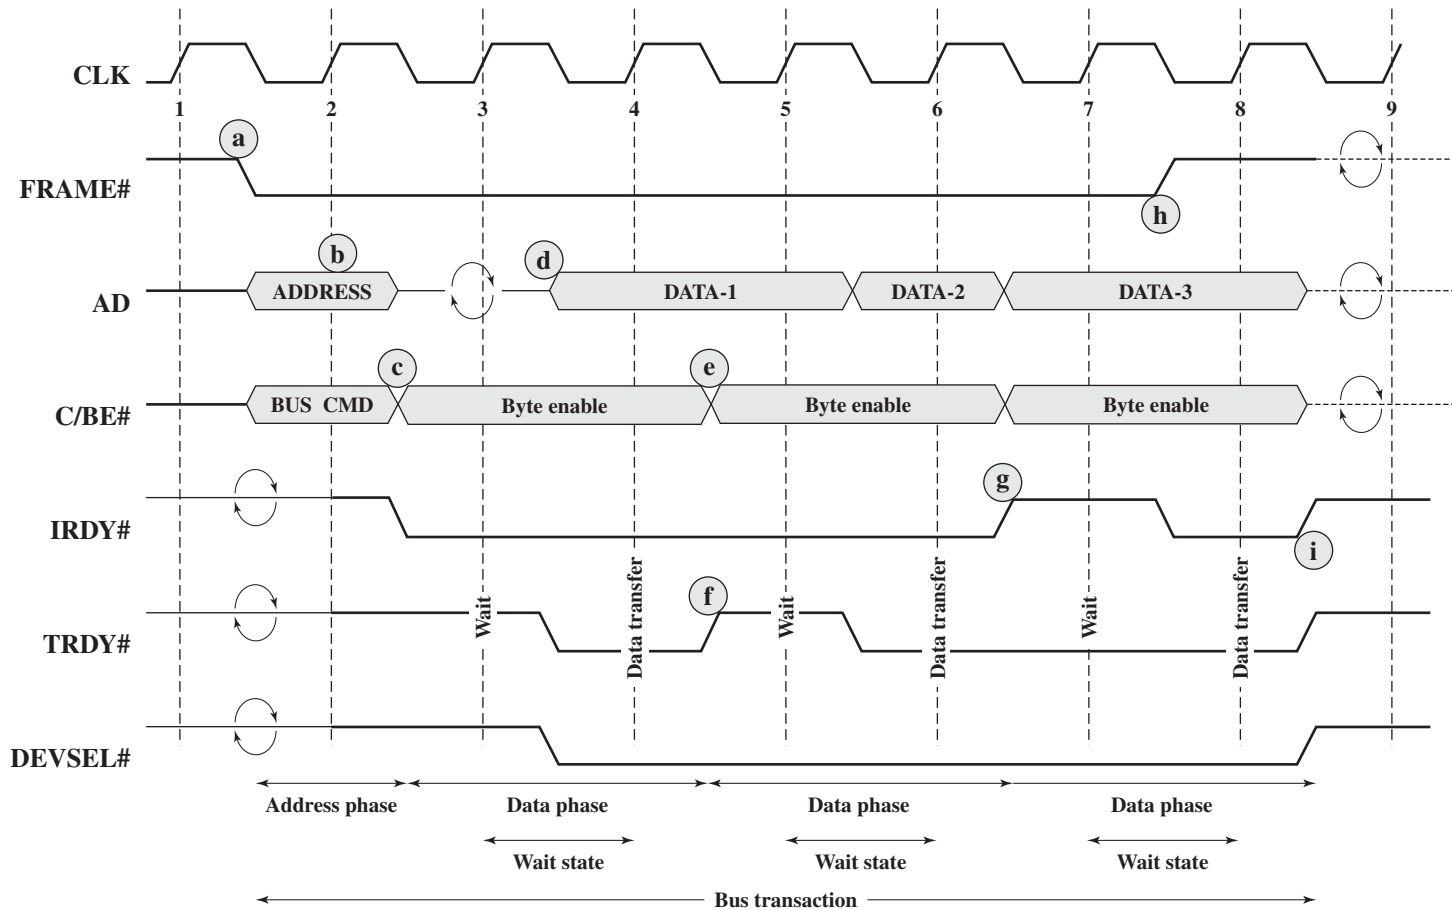 CLK
1 2 3 4 5 6 7 8 9
a
FRAME#
h
b
d
AD
ADDRESS
DATA-1
DATA-2
DATA-3
c
e
C/BE#
BUS CMD
Byte enable
Byte enable
Byte enable
g
IRDY#
i
f
TRDY#
Wait
Data transfer
Wait
Data transfer
Wait
Data transfer
DEVSEL#
Address phase
Data phase
Data phase
Data phase
Wait state
Wait state
Wait state
Bus transaction